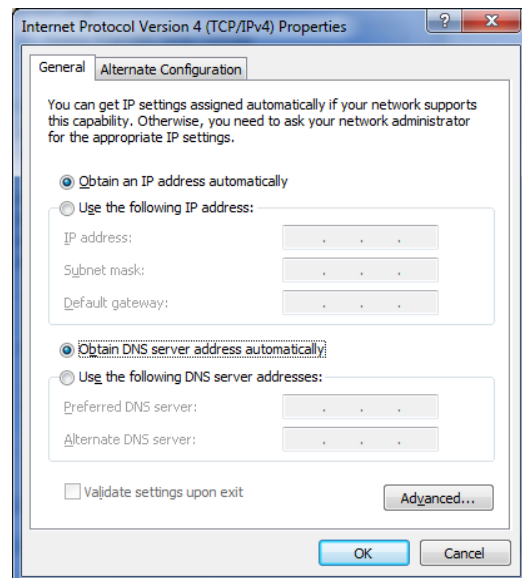 Internet Protocol Version 4 (TCP/IPv4) Properties
?
X
General
Alternate Configuration
You can get IP settings assigned automatically if your network supports
this capability. Otherwise, you need to ask your network administrator
for the appropriate IP settings.
Obtain an IP address automatically
Use the following IP address:
IP address:
. . .
Subnet mask:
. . .
Default gateway:
. . .
Obtain DNS server address automatically
Use the following DNS server addresses:
Preferred DNS server:
. . .
Alternate DNS server:
. . .
Validate settings upon exit
Advanced...
OK
Cancel